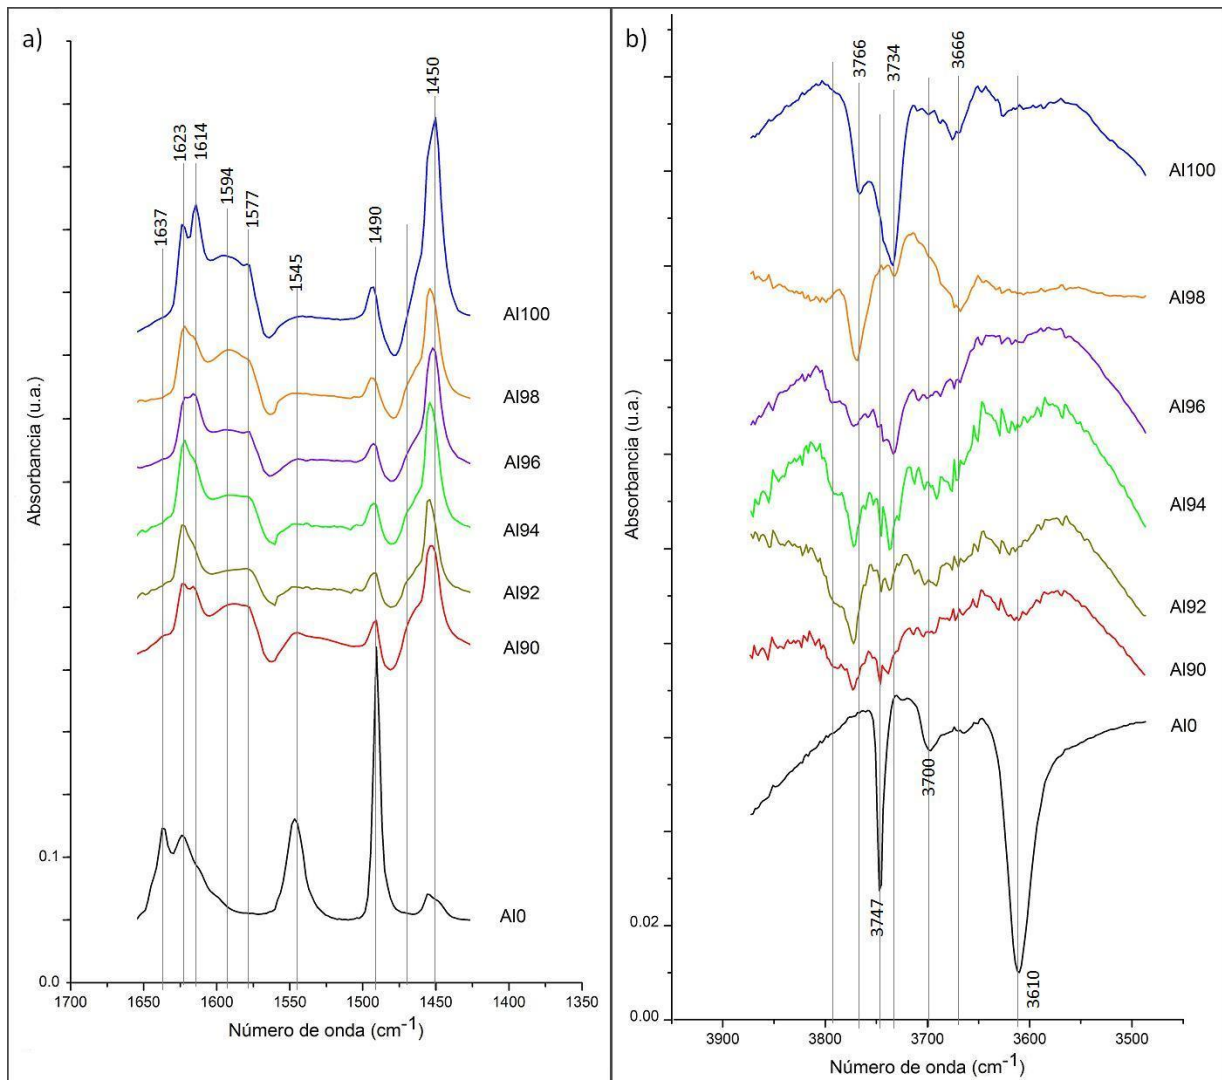 a)
1637
1623
1614
1594
1577
1545
1490
1450
Al100
Al98
Al96
Al94
Al92
Al90
Al0
0.1
0.0
Absorbancia (u.a.)
1700
1650
1600
1550
1500
1450
1400
1350
Número de onda (cm-1)
b)
3766
3734
3666
Al100
Al98
Al96
Al94
Al92
Al90
Al0
3747
3700
3610
0.02
0.00
Absorbancia (u.a.)
3900
3800
3700
3600
3500
Número de onda (cm-1)